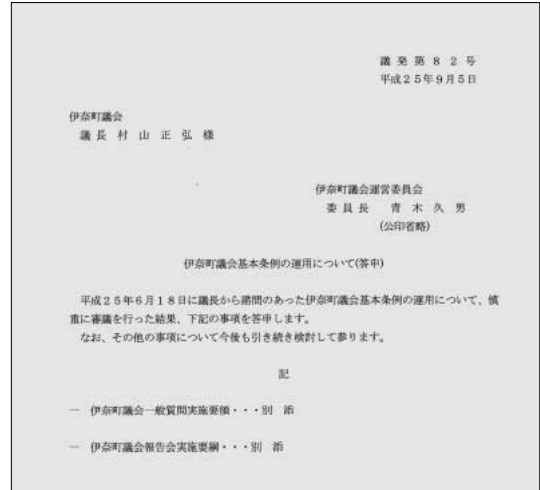 議発第82号
平成25年9月5日
伊奈町議会
議長 村山正弘様
伊奈町議会運営委員会
委員長 青木久男
(公印省略)
伊奈町議会基本条例の運用について(答申)
平成25年6月18日に議長から諮問のあった伊奈町議会基本条例の運用について、慎
重に審議を行った結果、下記の事項を答申します。
なお、その他の事項について今後も引き続き検討して参ります。
記
― 伊奈町議会一般質問実施要領・・・別 添
― 伊奈町議会報告会実施要綱・・・別 添